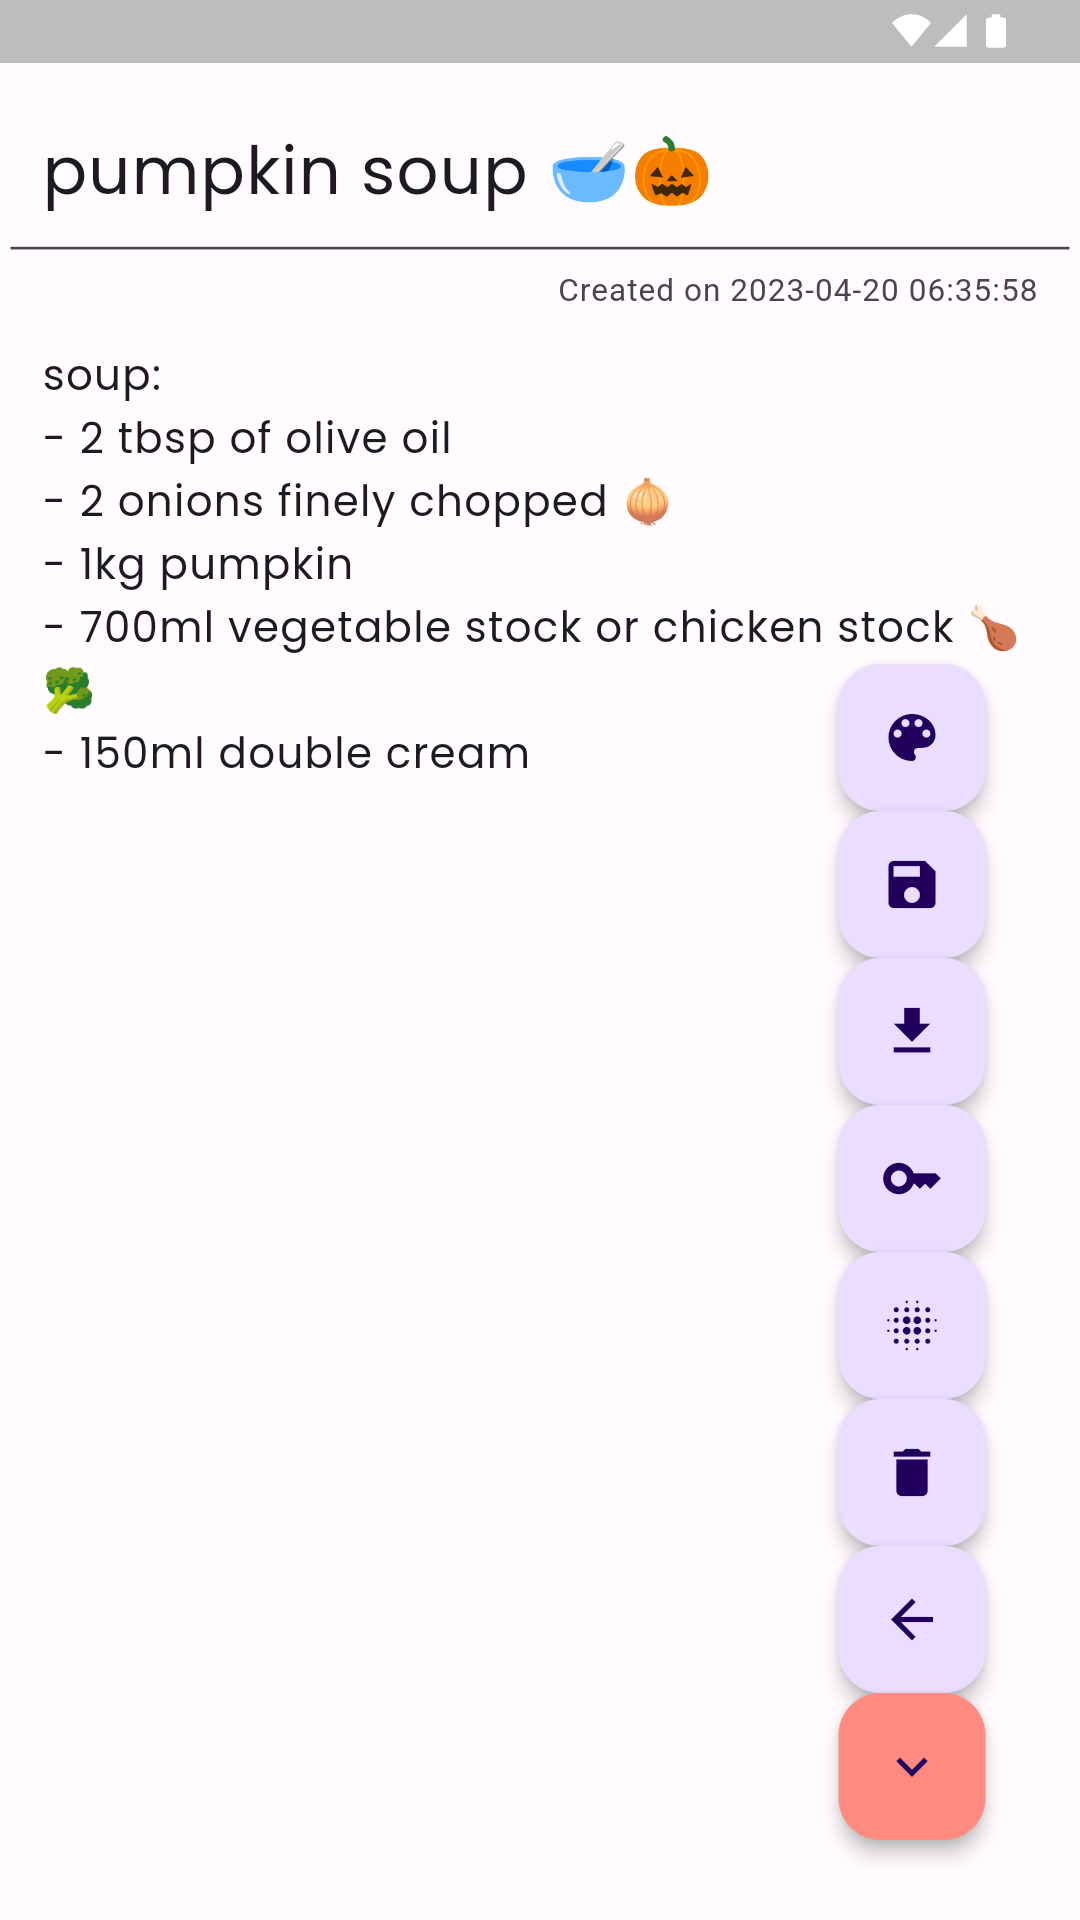 pumpkin soup 🥣🎃
Created on 2023-04-20 06:35:58
soup:
- 2 tbsp of olive oil
- 2 onions finely chopped 🧅
- 1kg pumpkin
- 700ml vegetable stock or chicken stock 🍗
🥦
- 150ml double cream